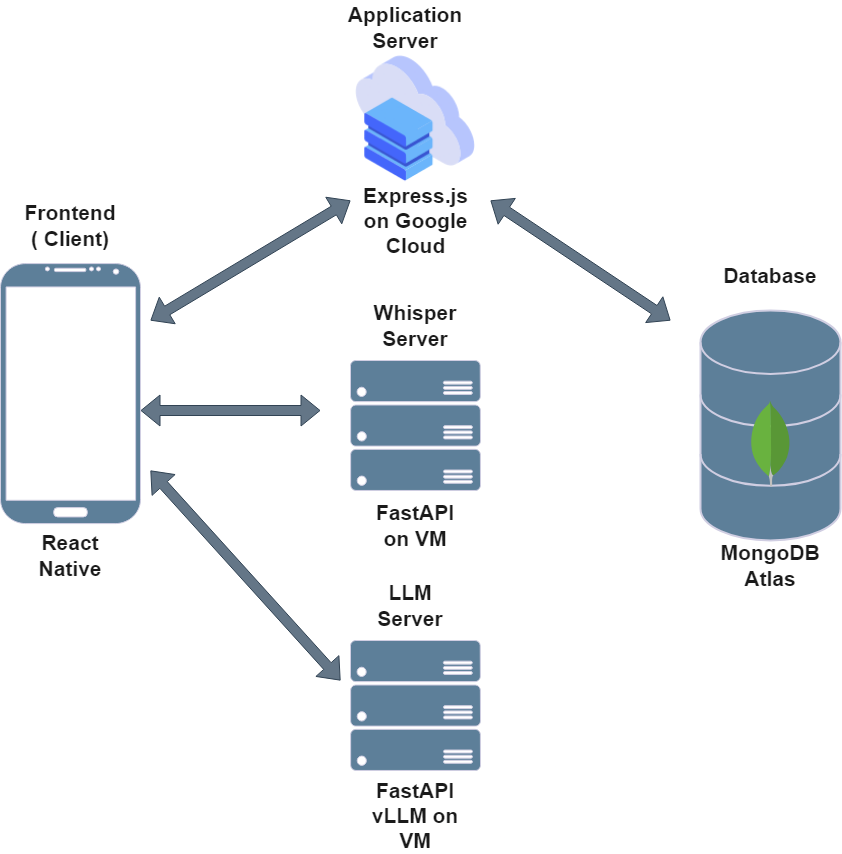 Application
Server
Express.js
on Google
Cloud
Frontend
( Client)
React
Native
Whisper
Server
FastAPI
on VM
LLM
Server
FastAPI
vLLM on
VM
Database
MongoDB
Atlas